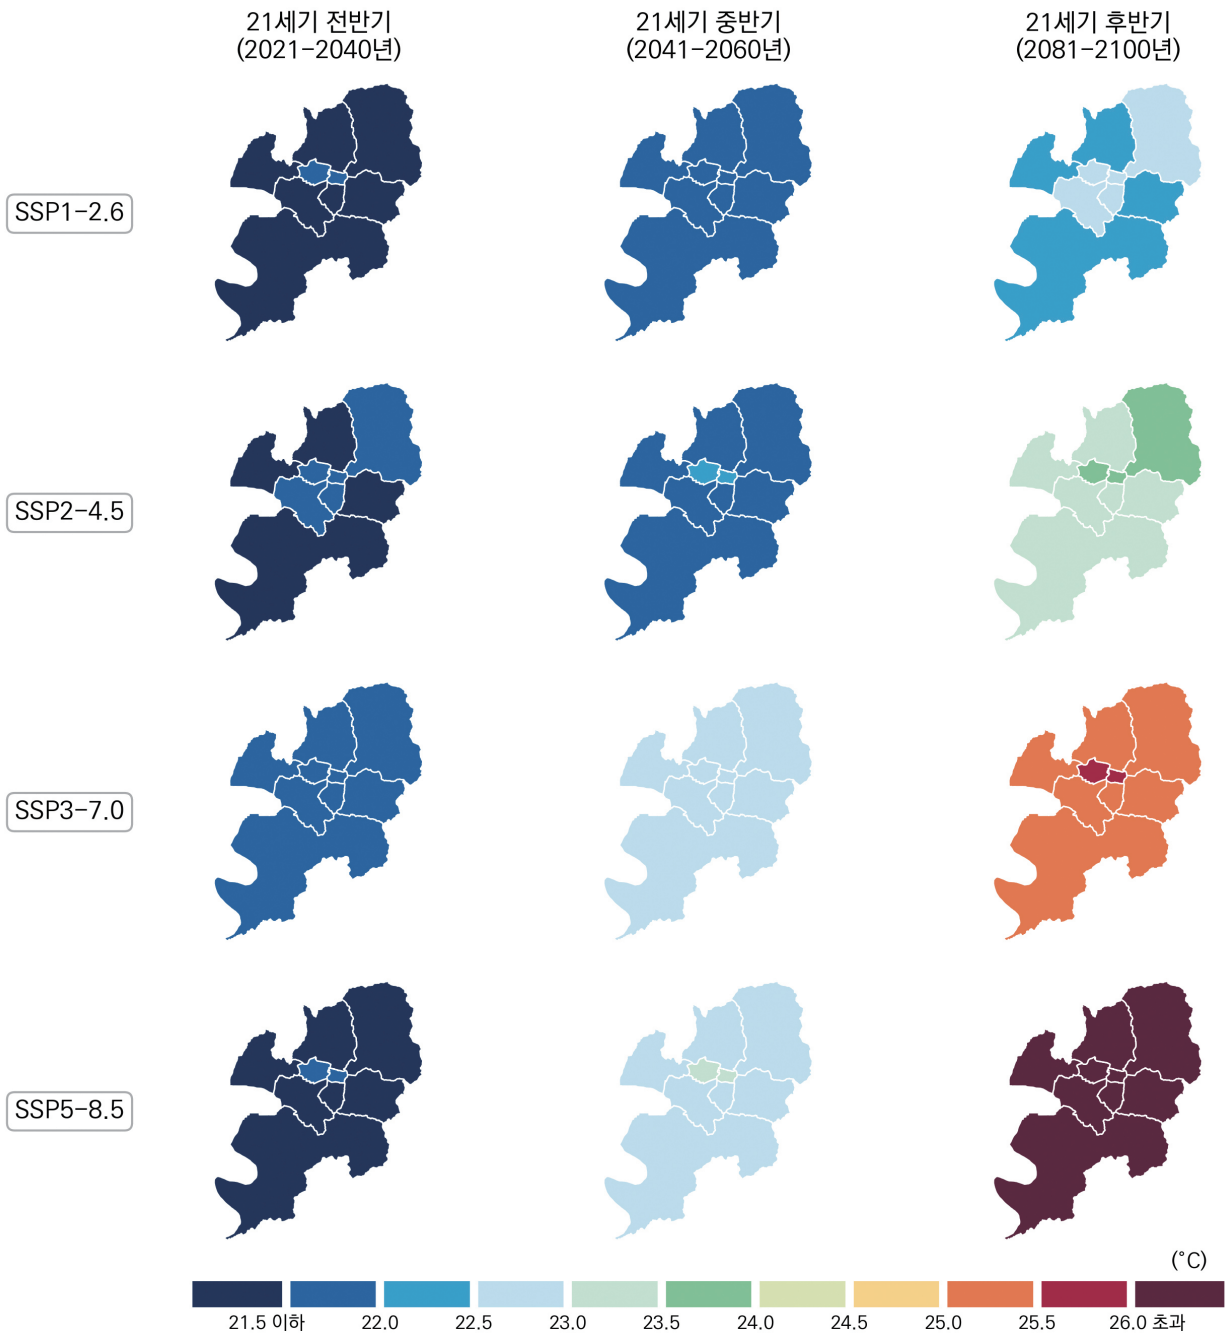 21세기 전반기
(2021-2040년)
21세기 중반기
(2041-2060년)
21세기 후반기
(2081-2100년)
SSP1-2.6
SSP2-4.5
SSP3-7.0
SSP5-8.5
(˚C)
21.5 이하 22.0 22.5 23.0 23.5 24.0 24.5 25.0 25.5 26.0 초과